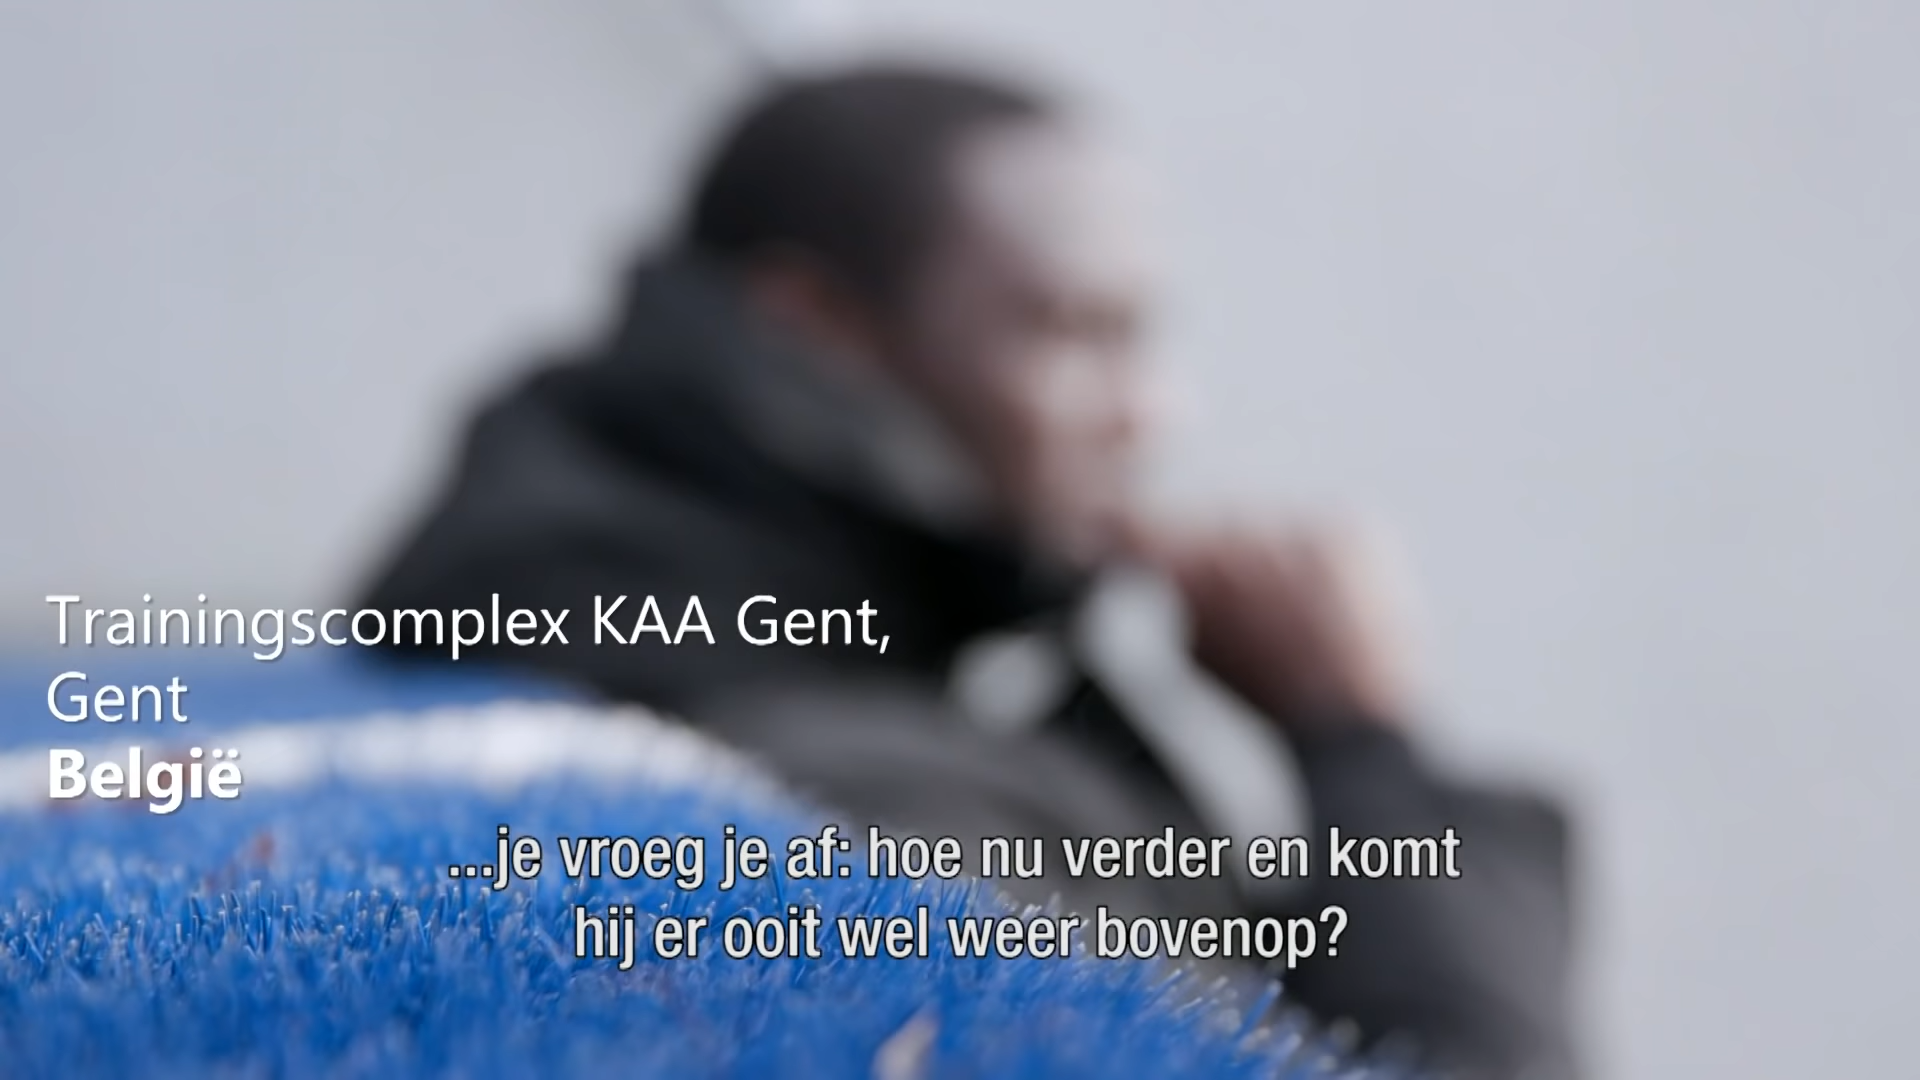 Trainingscomplex KAA Gent,
Gent
België
...je vroeg je af: hoe nu verder en komt
hij er ooit wel weer bovenop?